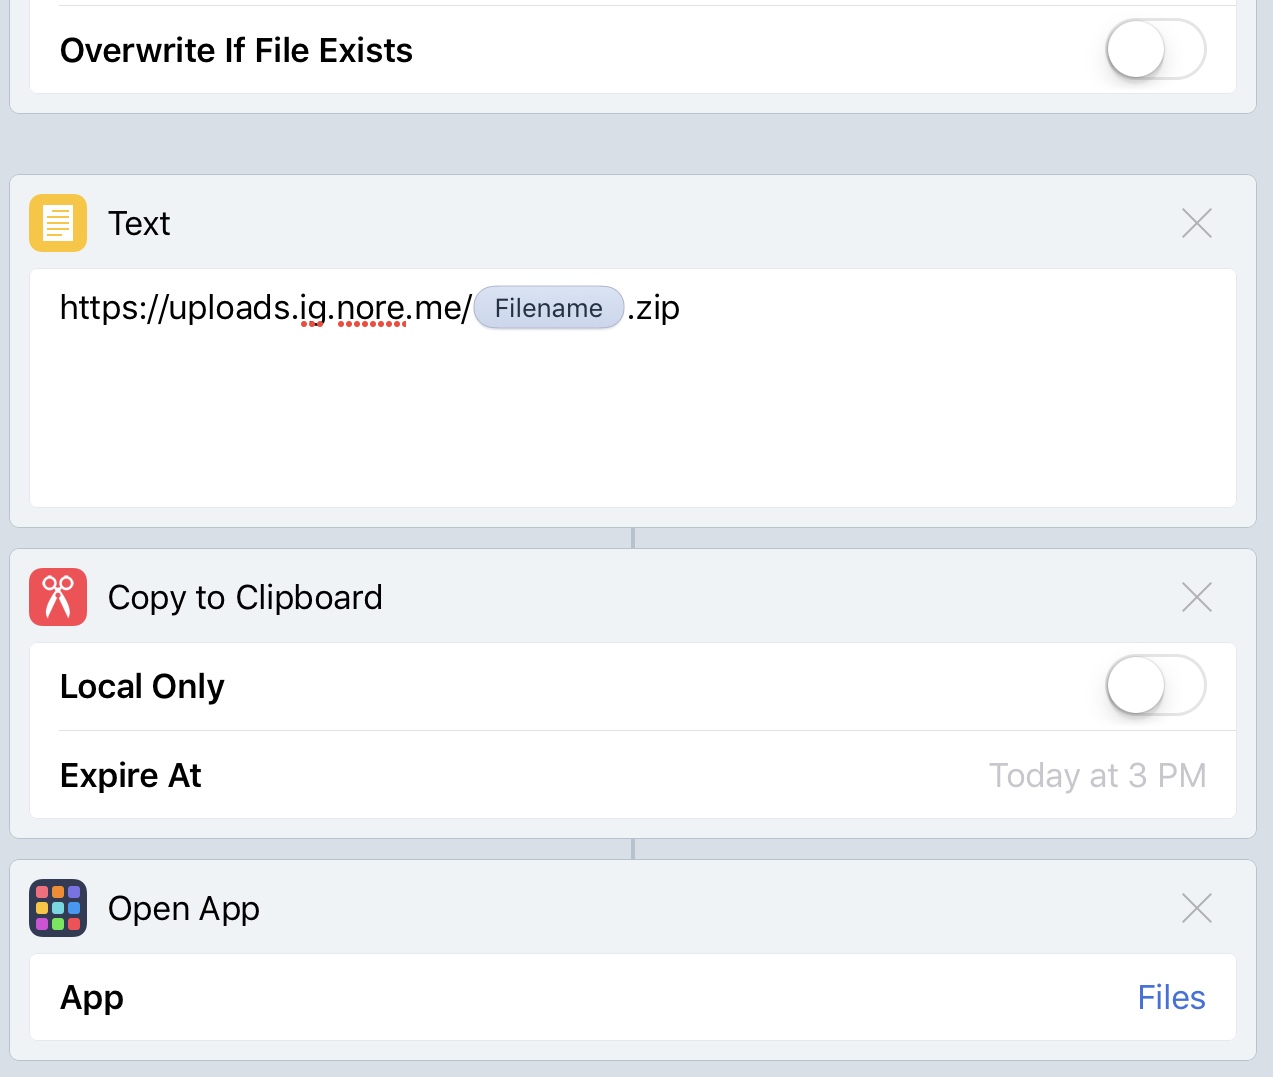 Overwrite If File Exists
Text
https://uploads.ig.nore.me/Filename.zip
Copy to Clipboard
Local Only
Expire At Today at 3 PM
Open App
App Files